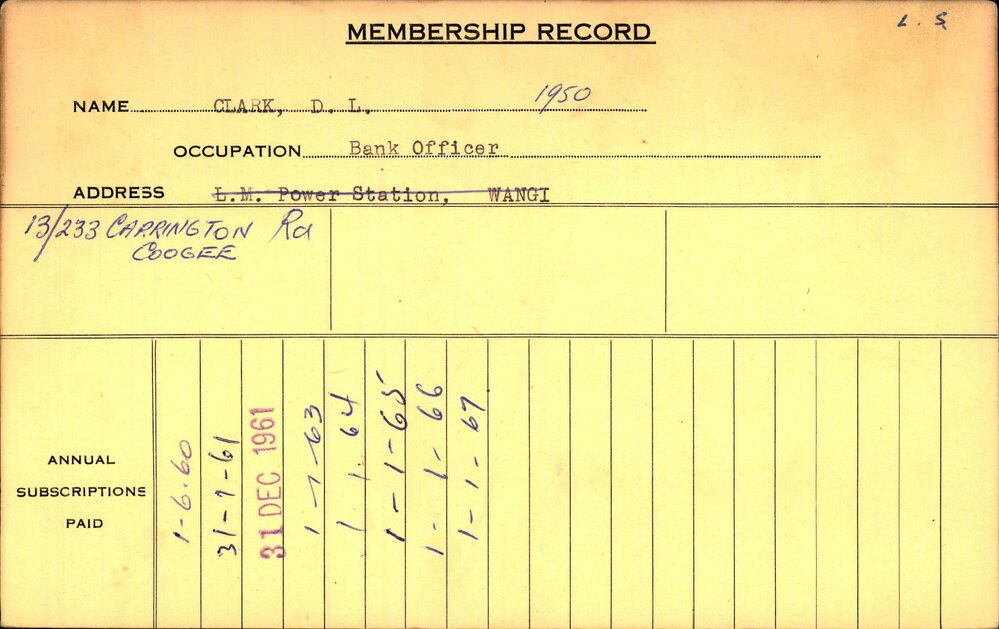 L. S
MEMBERSHIP RECORD
NAME CLARK, D. L. 1950
OCCUPATION Bank Officer
ADDRESS L.M. Power Station, WANGI
13/233 CARRINGTON Rd
COOGEE
ANNUAL
SUBSCRIPTIONS
PAID
1-6.60
31-1-61
31 DEC 1961
1-7-63
1 1 64
1-1-65
1-1-66
1-1-67